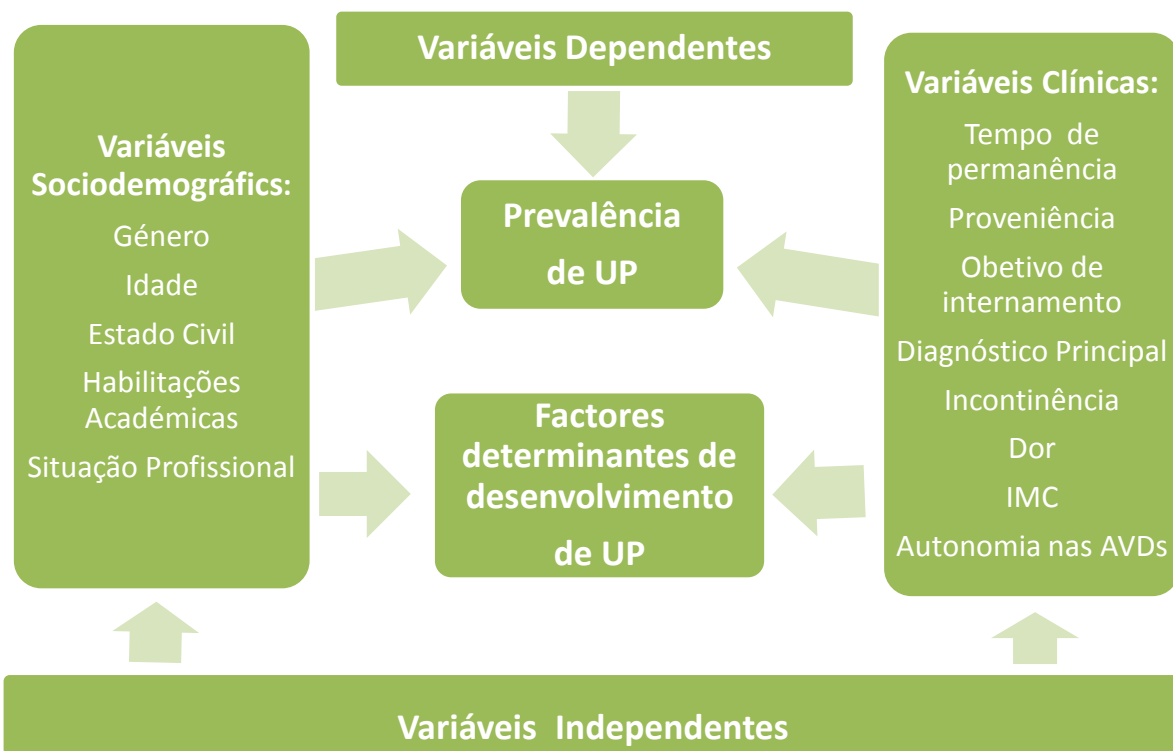 Variáveis Dependentes
Variáveis
Sociodemográfics:
Género
Idade
Estado Civil
Habilitações
Académicas
Situação Profissional
Prevalência
de UP
Factores
determinantes de
desenvolvimento
de UP
Variáveis Clínicas:
Tempo de
permanência
Proveniência
Obetivo de
internamento
Diagnóstico Principal
Incontinência
Dor
IMC
Autonomia nas AVDs
Variáveis Independentes